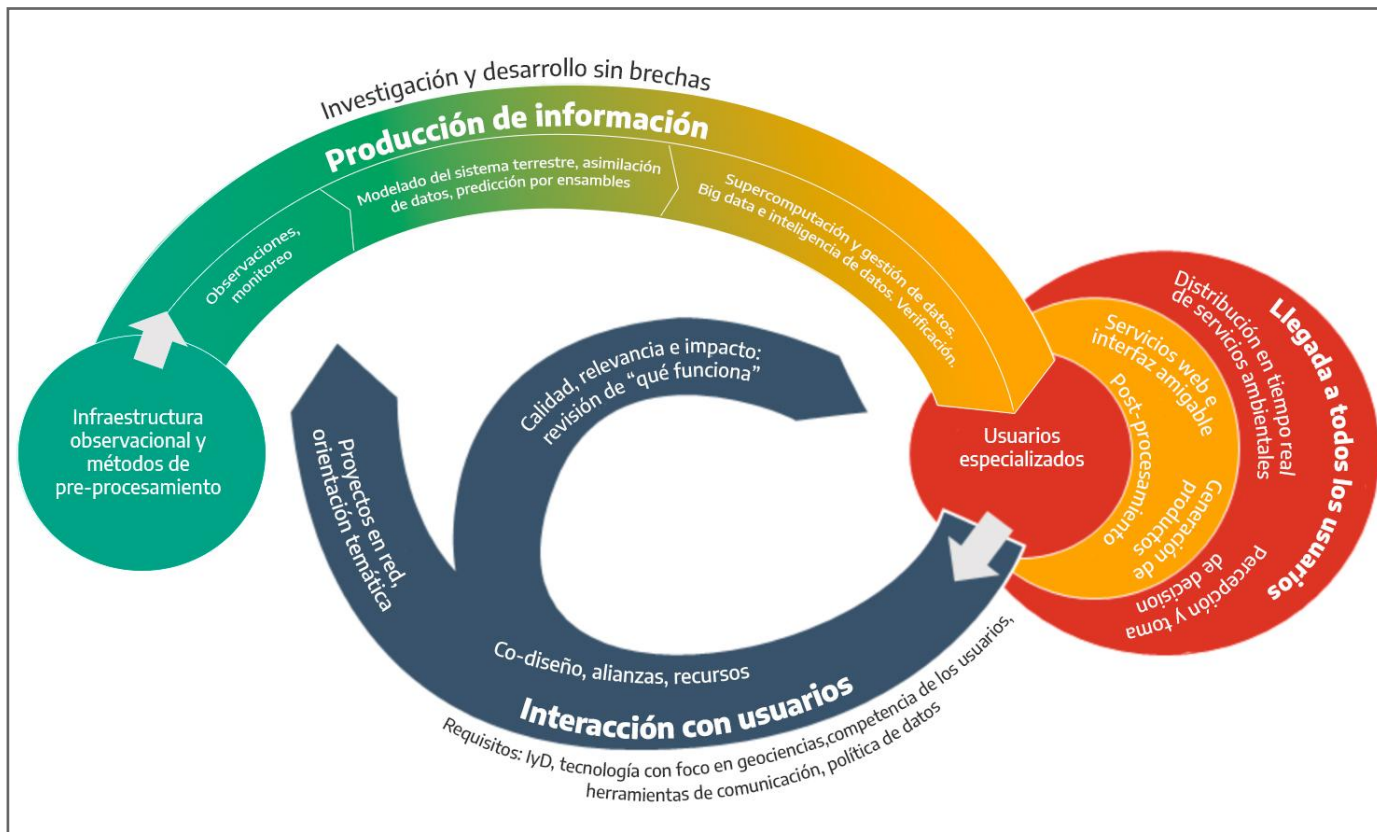 Investigación y desarrollo sin brechas
Producción de información
Observaciones,
monitoreo
Modelado del sistema terrestre, asimilación
de datos, predicción por ensambles
Supercomputación y gestión de datos.
Big data e inteligencia de datos. Verificación.
Infraestructura
observacional y
métodos de
pre-procesamiento
Usuarios
especializados
Post-procesamiento
Servicios web e
interfaz amigable
Generación de
productos
Distribución en tiempo real
de servicios ambientales
Percepción y toma
de decision
Llegada a todos los usuarios
Calidad, relevancia e impacto:
revisión de “qué funciona”
Proyectos en red,
orientación temática
Co-diseño, alianzas, recursos
Interacción con usuarios
Requisitos: IyD, tecnología con foco en geociencias,competencia de los usuarios,
herramientas de comunicación, política de datos